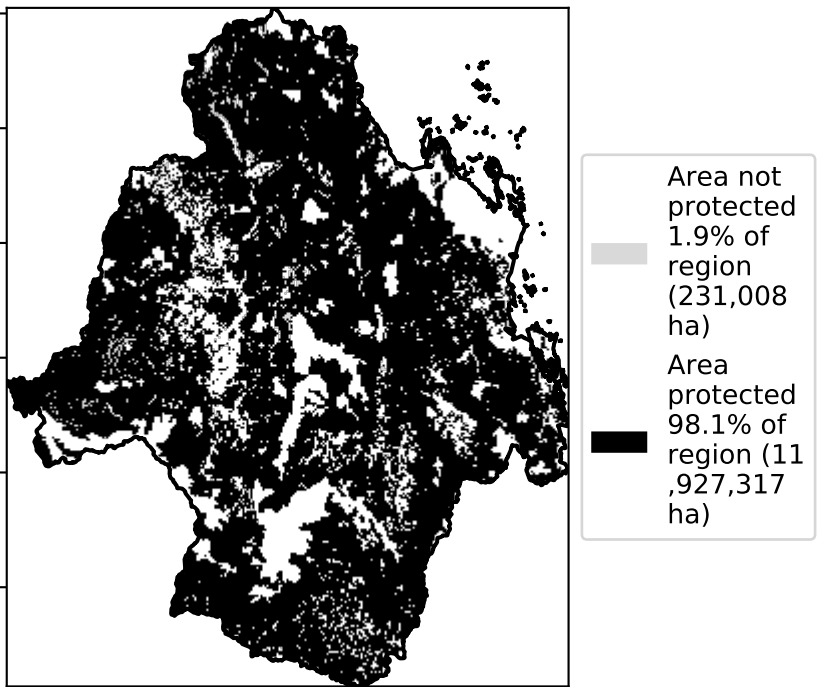 Area not
protected
1.9% of
region
(231,008
ha)
Area
protected
98.1% of
region (11
,927,317
ha)